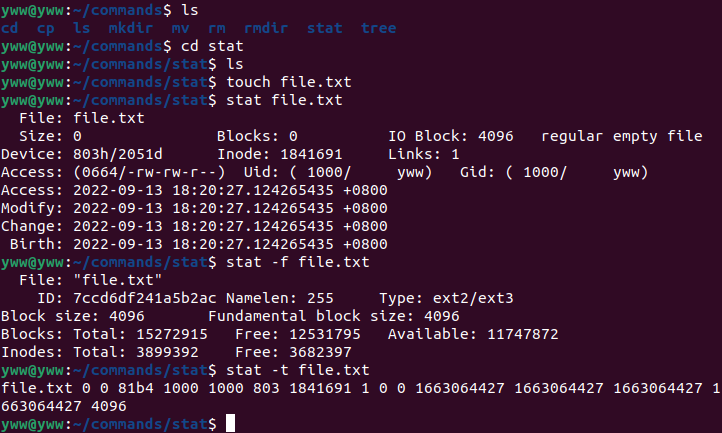 yww@yww:~/commands$ ls
cd  cp  ls  mkdir  mv  rm  rmdir  stat  tree
yww@yww:~/commands$ cd stat
yww@yww:~/commands/stat$ ls
yww@yww:~/commands/stat$ touch file.txt
yww@yww:~/commands/stat$ stat file.txt
  File: file.txt
  Size: 0               Blocks: 0          IO Block: 4096   regular empty file
Device: 803h/2051d      Inode: 1841691     Links: 1
Access: (0664/-rw-rw-r--)  Uid: ( 1000/     yww)   Gid: ( 1000/     yww)
Access: 2022-09-13 18:20:27.124265435 +0800
Modify: 2022-09-13 18:20:27.124265435 +0800
Change: 2022-09-13 18:20:27.124265435 +0800
 Birth: 2022-09-13 18:20:27.124265435 +0800
yww@yww:~/commands/stat$ stat -f file.txt
  File: "file.txt"
    ID: 7ccd6df241a5b2ac Namelen: 255     Type: ext2/ext3
Block size: 4096       Fundamental block size: 4096
Blocks: Total: 15272915   Free: 12531795   Available: 11747872
Inodes: Total: 3899392    Free: 3682397
yww@yww:~/commands/stat$ stat -t file.txt
file.txt 0 0 81b4 1000 1000 803 1841691 1 0 0 1663064427 1663064427 1663064427 1
663064427 4096
yww@yww:~/commands/stat$